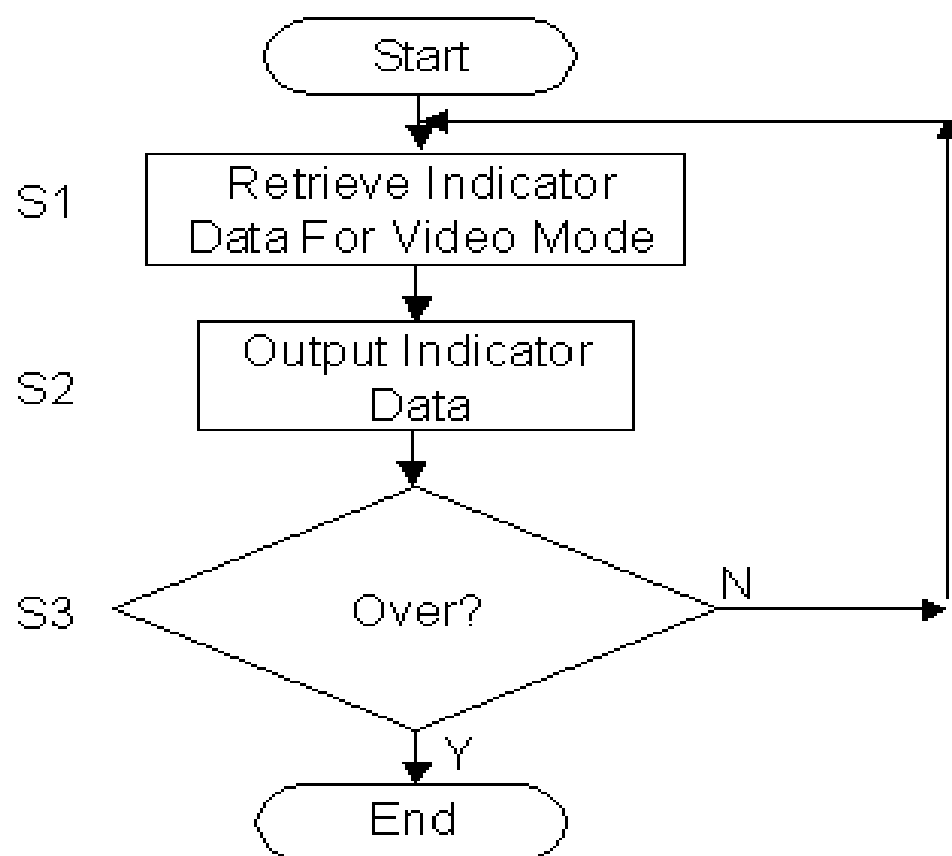 Start
S1
Retrieve Indicator
Data For Video Mode
S2
Output Indicator
Data
S3
Over?
N
Y
End